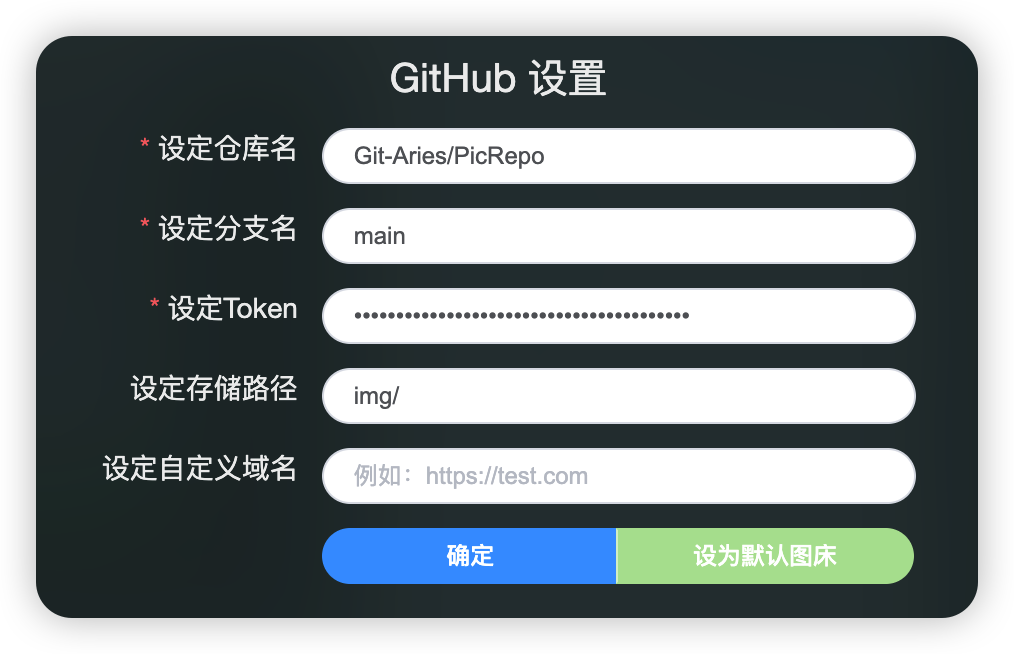 GitHub 设置
* 设定仓库名 Git-Aries/PicRepo
* 设定分支名 main
* 设定Token ••••••••••••••••••••••••••••••••••••••••
设定存储路径 img/
设定自定义域名 例如：https://test.com
确定 设为默认图床